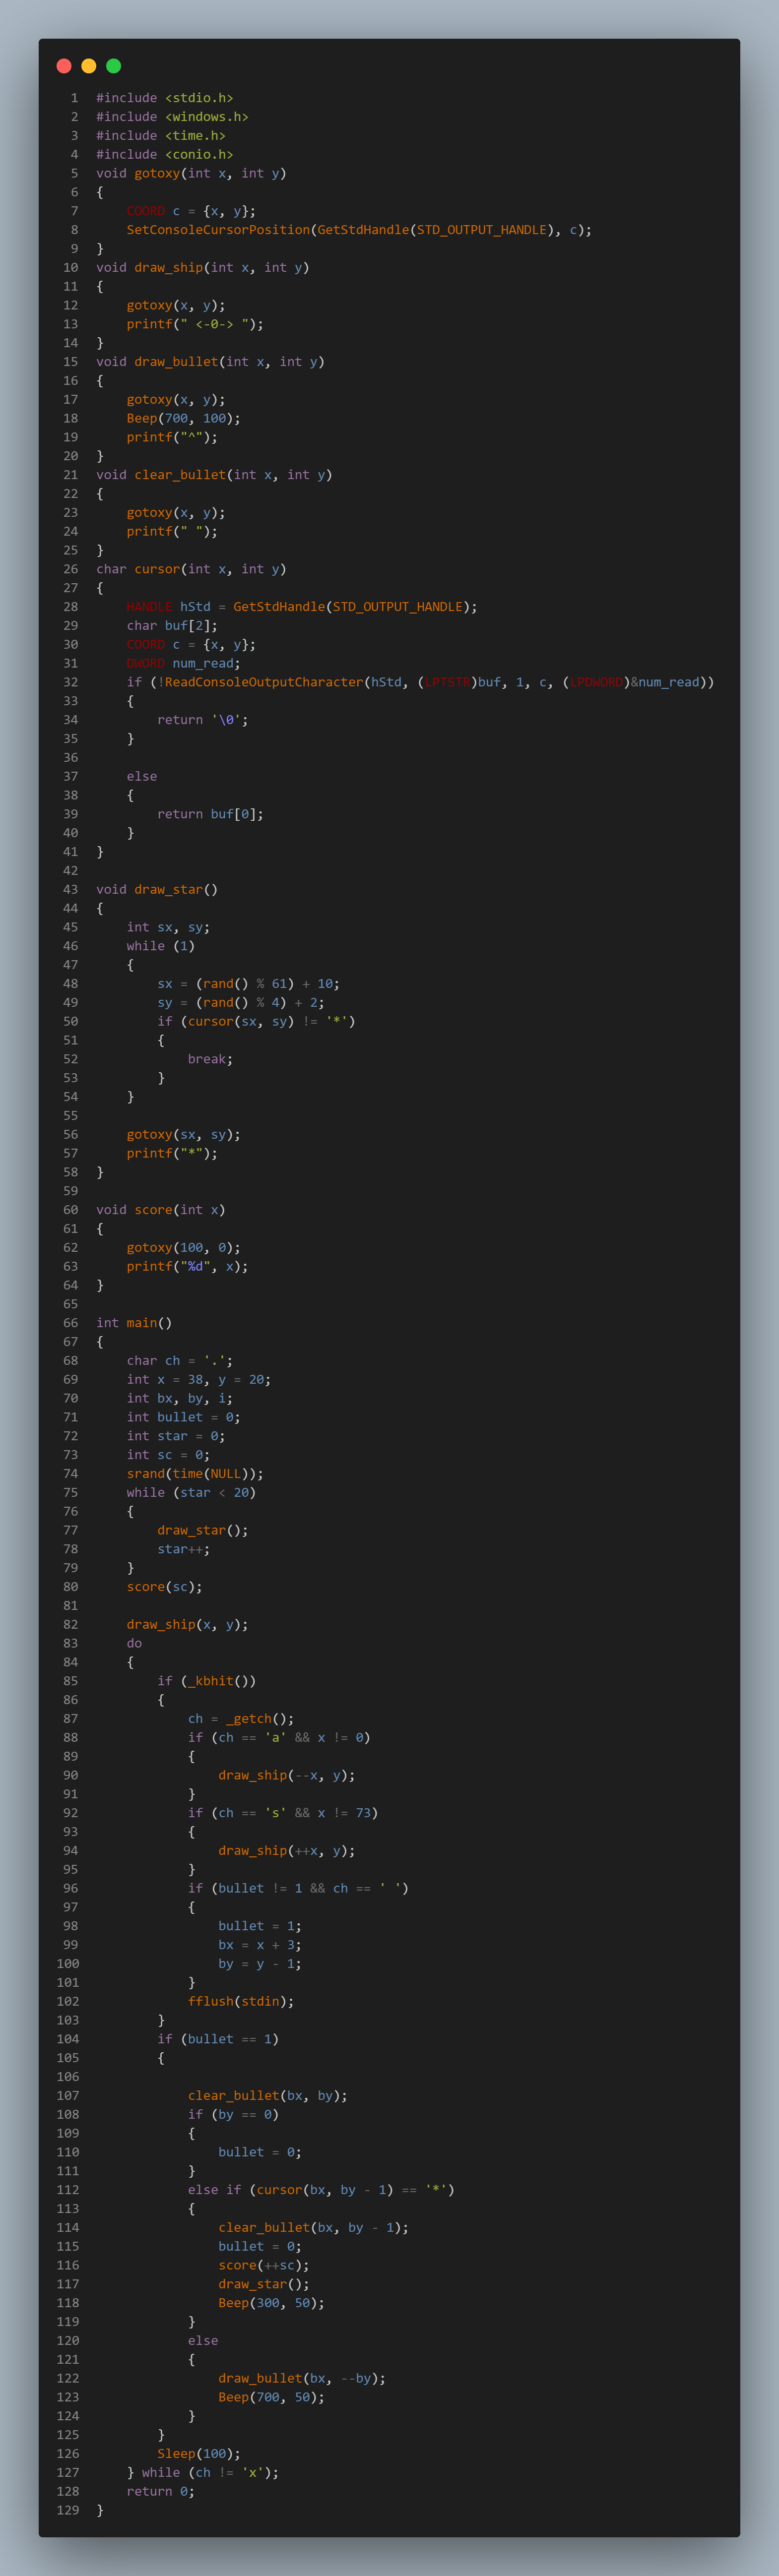 1 #include <stdio.h>
2 #include <windows.h>
3 #include <time.h>
4 #include <conio.h>
5 void gotoxy(int x, int y)
6 {
7     COORD c = {x, y};
8     SetConsoleCursorPosition(GetStdHandle(STD_OUTPUT_HANDLE), c);
9 }
10 void draw_ship(int x, int y)
11 {
12     gotoxy(x, y);
13     printf(" <-0-> ");
14 }
15 void draw_bullet(int x, int y)
16 {
17     gotoxy(x, y);
18     Beep(700, 100);
19     printf("^");
20 }
21 void clear_bullet(int x, int y)
22 {
23     gotoxy(x, y);
24     printf(" ");
25 }
26 char cursor(int x, int y)
27 {
28     HANDLE hStd = GetStdHandle(STD_OUTPUT_HANDLE);
29     char buf[2];
30     COORD c = {x, y};
31     DWORD num_read;
32     if (!ReadConsoleOutputCharacter(hStd, (LPTSTR)buf, 1, c, (LPDWORD)&num_read))
33     {
34         return '\0';
35     }
36
37     else
38     {
39         return buf[0];
40     }
41 }
42
43 void draw_star()
44 {
45     int sx, sy;
46     while (1)
47     {
48         sx = (rand() % 61) + 10;
49         sy = (rand() % 4) + 2;
50         if (cursor(sx, sy) != '*')
51         {
52             break;
53         }
54     }
55
56     gotoxy(sx, sy);
57     printf("*");
58 }
59
60 void score(int x)
61 {
62     gotoxy(100, 0);
63     printf("%d", x);
64 }
65
66 int main()
67 {
68     char ch = '.';
69     int x = 38, y = 20;
70     int bx, by, i;
71     int bullet = 0;
72     int star = 0;
73     int sc = 0;
74     srand(time(NULL));
75     while (star < 20)
76     {
77         draw_star();
78         star++;
79     }
80     score(sc);
81
82     draw_ship(x, y);
83     do
84     {
85         if (_kbhit())
86         {
87             ch = _getch();
88             if (ch == 'a' && x != 0)
89             {
90                 draw_ship(--x, y);
91             }
92             if (ch == 's' && x != 73)
93             {
94                 draw_ship(++x, y);
95             }
96             if (bullet != 1 && ch == ' ')
97             {
98                 bullet = 1;
99                 bx = x + 3;
100                 by = y - 1;
101             }
102             fflush(stdin);
103         }
104         if (bullet == 1)
105         {
106
107             clear_bullet(bx, by);
108             if (by == 0)
109             {
110                 bullet = 0;
111             }
112             else if (cursor(bx, by - 1) == '*')
113             {
114                 clear_bullet(bx, by - 1);
115                 bullet = 0;
116                 score(++sc);
117                 draw_star();
118                 Beep(300, 50);
119             }
120             else
121             {
122                 draw_bullet(bx, --by);
123                 Beep(700, 50);
124             }
125         }
126         Sleep(100);
127     } while (ch != 'x');
128     return 0;
129 }